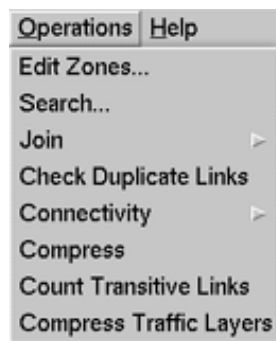 Operations Help
Edit Zones...
Search...
Join
Check Duplicate Links
Connectivity
Compress
Count Transitive Links
Compress Traffic Layers